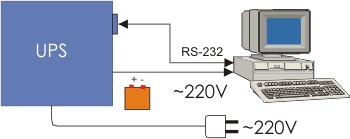 UPS
RS-232
+ -
~220V
~220V